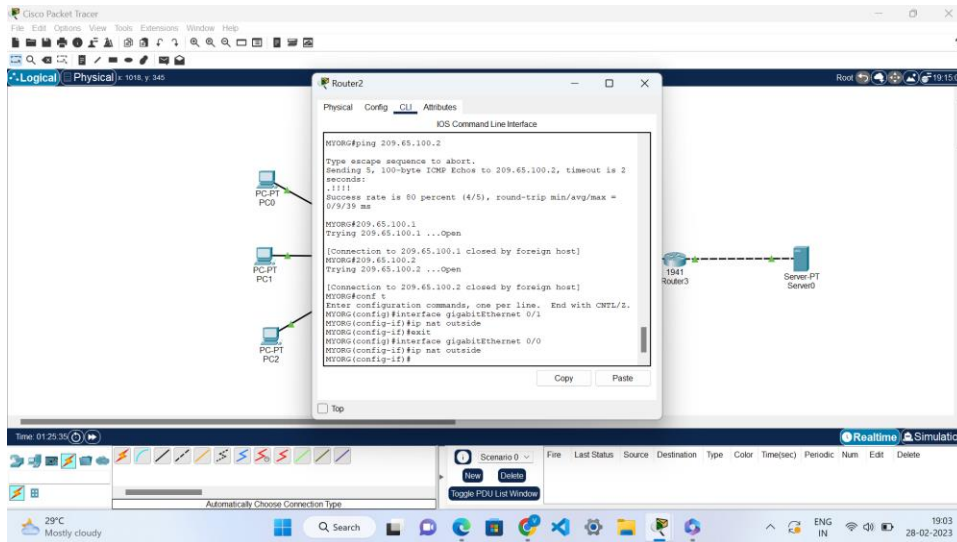 Cisco Packet Tracer
File Edit Options View Tools Extensions Window Help
Logical Physical x: 1018, y: 345
Root 19:15:0
Router2
Physical Config CLI Attributes
IOS Command Line Interface
MYORG#ping 209.65.100.2
Type escape sequence to abort.
Sending 5, 100-byte ICMP Echos to 209.65.100.2, timeout is 2
seconds:
.!!!!
Success rate is 80 percent (4/5), round-trip min/avg/max =
0/9/39 ms
MYORG#209.65.100.1
Trying 209.65.100.1 ...Open
[Connection to 209.65.100.1 closed by foreign host]
MYORG#209.65.100.2
Trying 209.65.100.2 ...Open
[Connection to 209.65.100.2 closed by foreign host]
MYORG#conf t
Enter configuration commands, one per line. End with CNTL/Z.
MYORG(config)#interface gigabitEthernet 0/1
MYORG(config-if)#ip nat outside
MYORG(config-if)#exit
MYORG(config)#interface gigabitEthernet 0/0
MYORG(config-if)#ip nat outside
MYORG(config-if)#
Copy Paste
Top
PC-PT
PC0
PC-PT
PC1
PC-PT
PC2
1941
Router3
Server-PT
Server0
Time: 01:25:35
Realtime Simulatic
Scenario 0
New Delete
Toggle PDU List Window
Fire Last Status Source Destination Type Color Time(sec) Periodic Num Edit Delete
Automatically Choose Connection Type
29°C
Mostly cloudy
Search
ENG
IN
19:03
28-02-2023